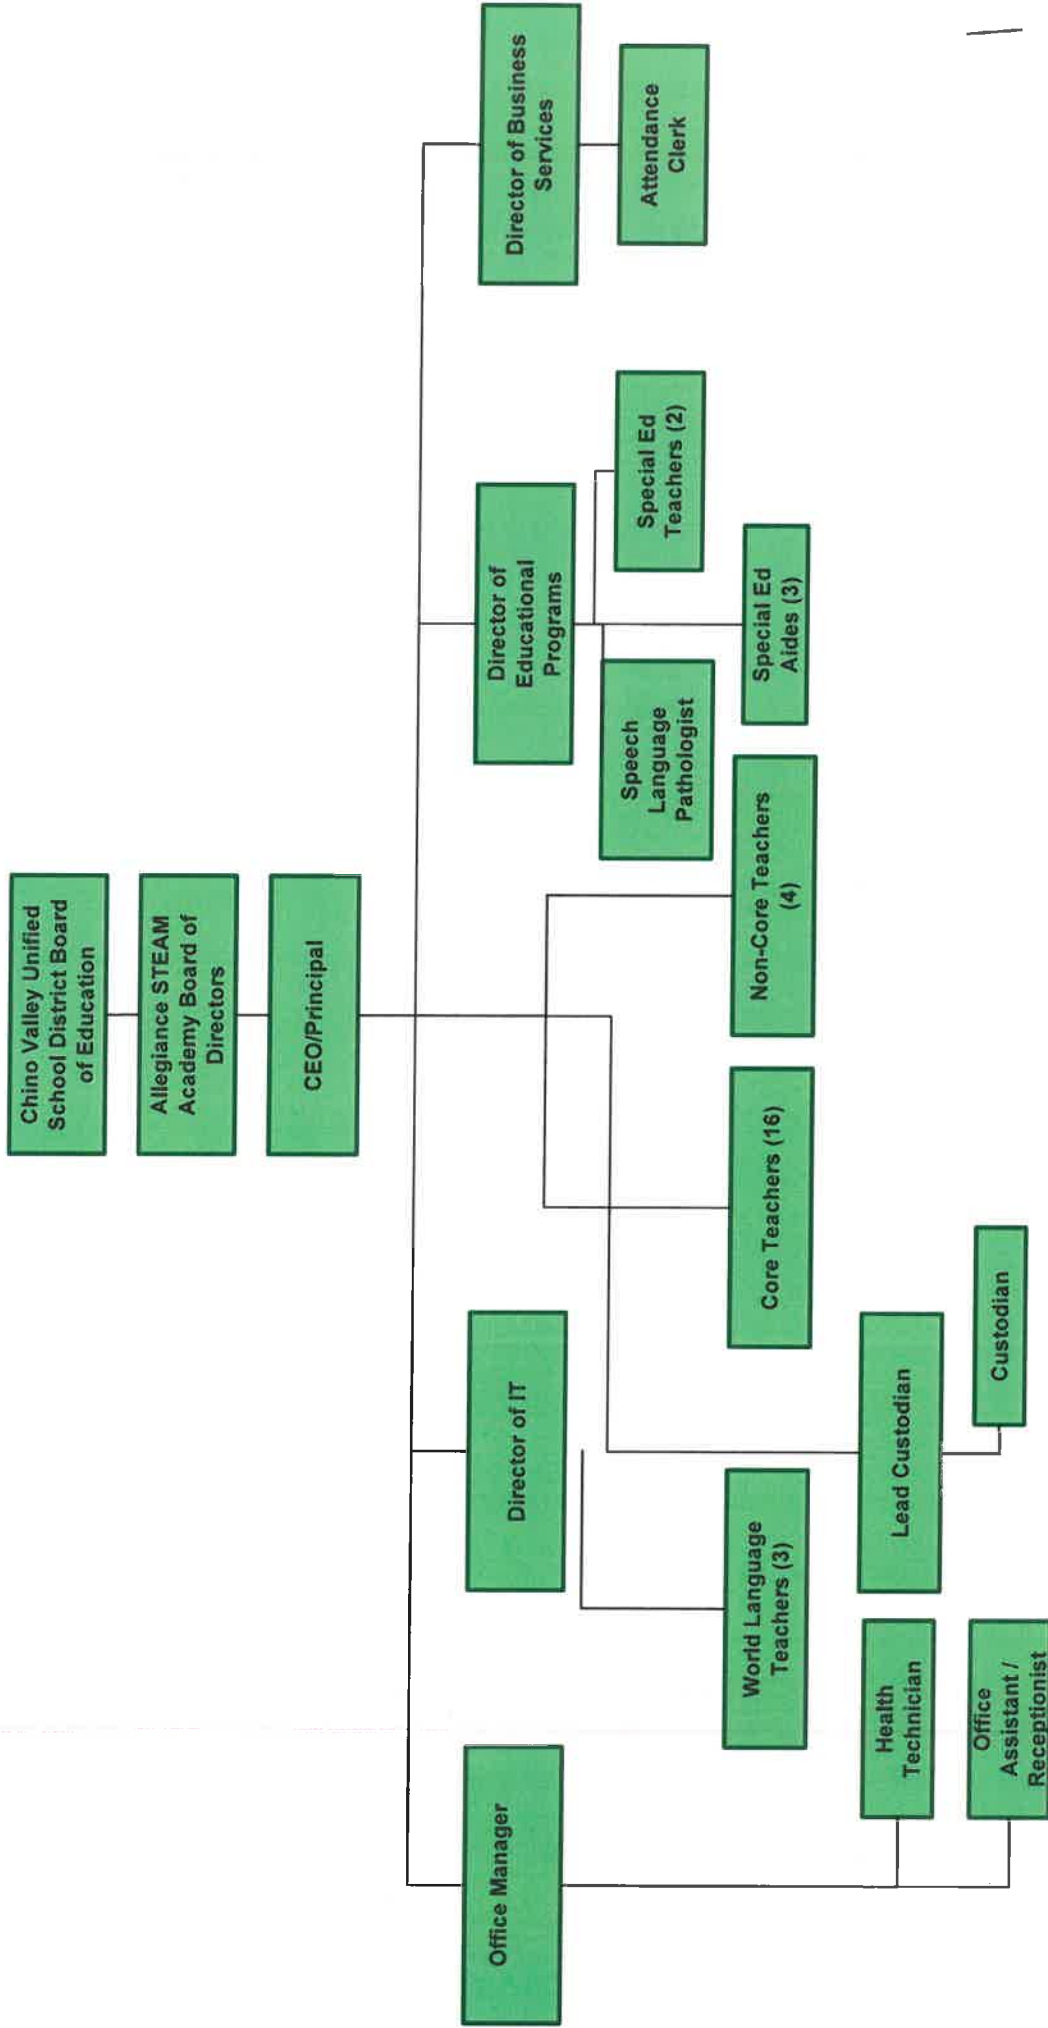 Chino Valley Unified
School District Board
of Education
Allegiance STEAM
Academy Board of
Directors
CEO/Principal
Office Manager
Director of IT
Director of
Educational
Programs
Director of Business
Services
Speech
Language
Pathologist
Special Ed
Teachers (2)
Attendance
Clerk
World Language
Teachers (3)
Core Teachers (16)
Non-Core Teachers
(4)
Special Ed
Aides (3)
Health
Technician
Lead Custodian
Office
Assistant /
Receptionist
Custodian